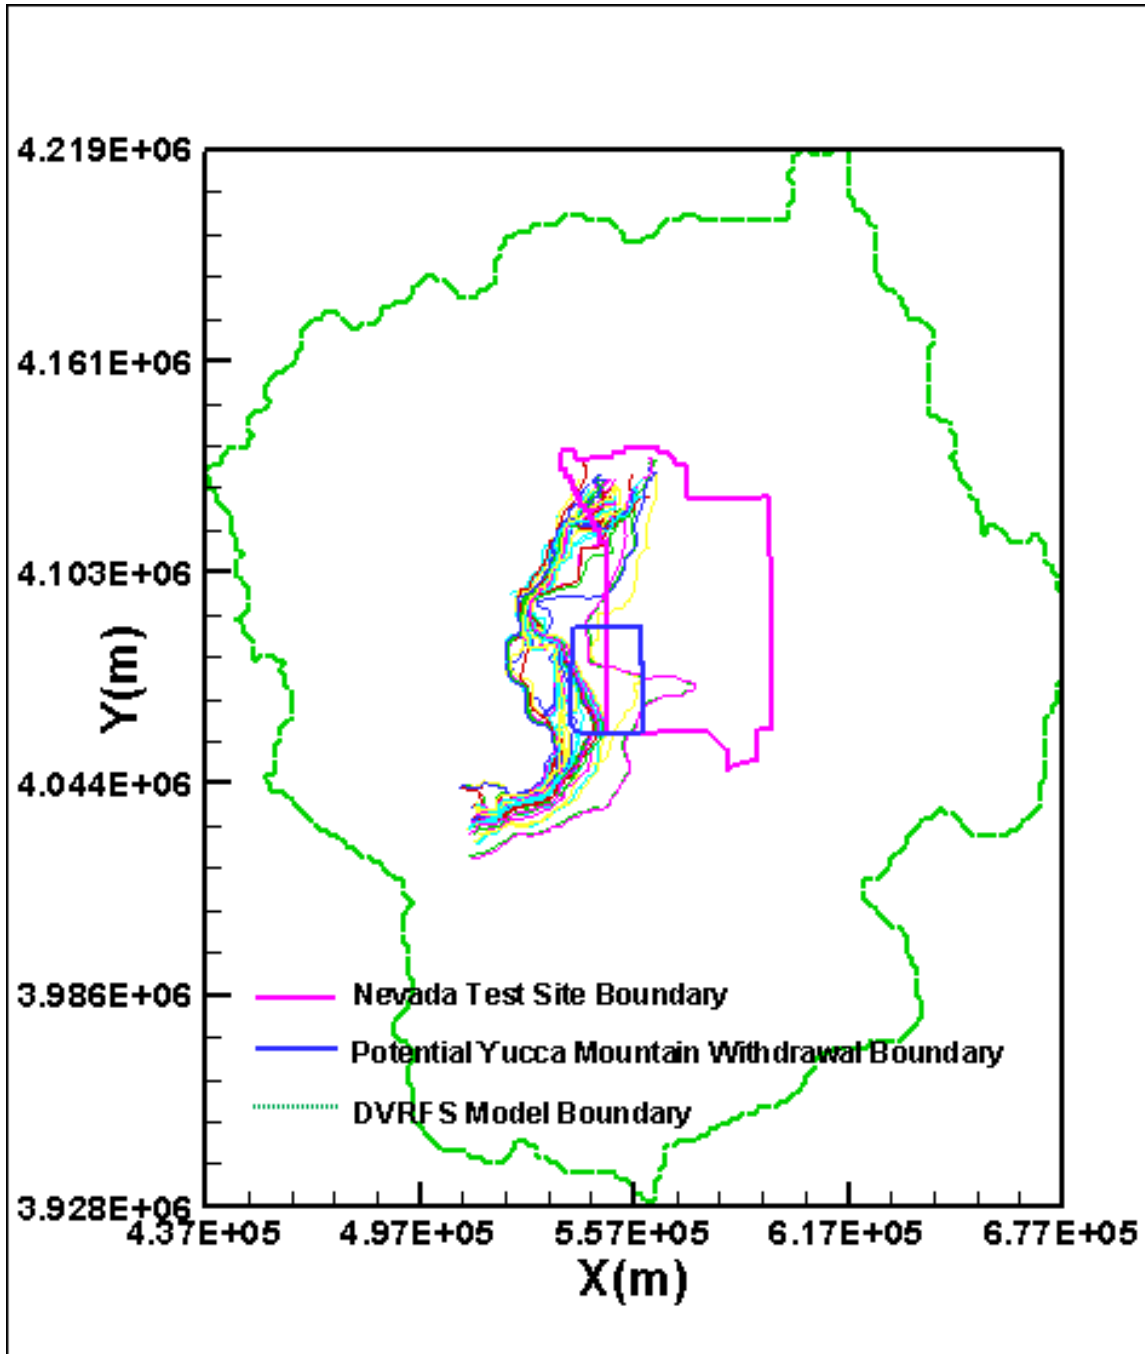 4.219E+06
4.161E+06
4.103E+06
Y(m)
4.044E+06
3.986E+06
Nevada Test Site Boundary
Potential Yucca Mountain Withdrawal Boundary
DVRFS Model Boundary
3.928E+06
4.37E+05 4.97E+05 5.57E+05 6.17E+05 6.77E+05
X(m)